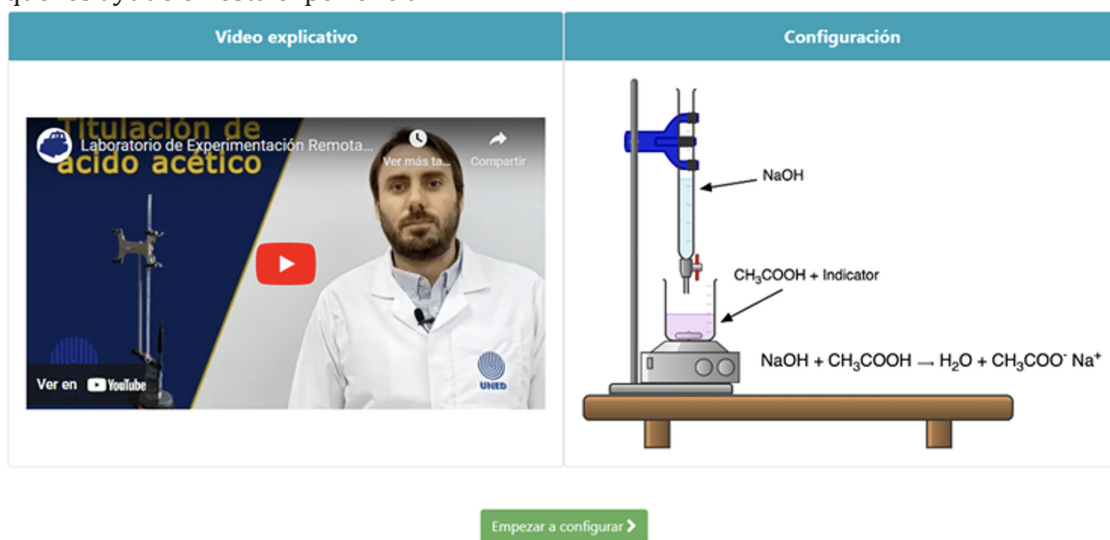 Video explicativo
Configuración
Titulación de
ácido acético
Laboratorio de Experimentación Remota...
Ver más ta...
Compartir
UNED
Ver en YouTube
NaOH
CH₃COOH + Indicator
NaOH + CH₃COOH → H₂O + CH₃COO⁻ Na⁺
Empezar a configurar